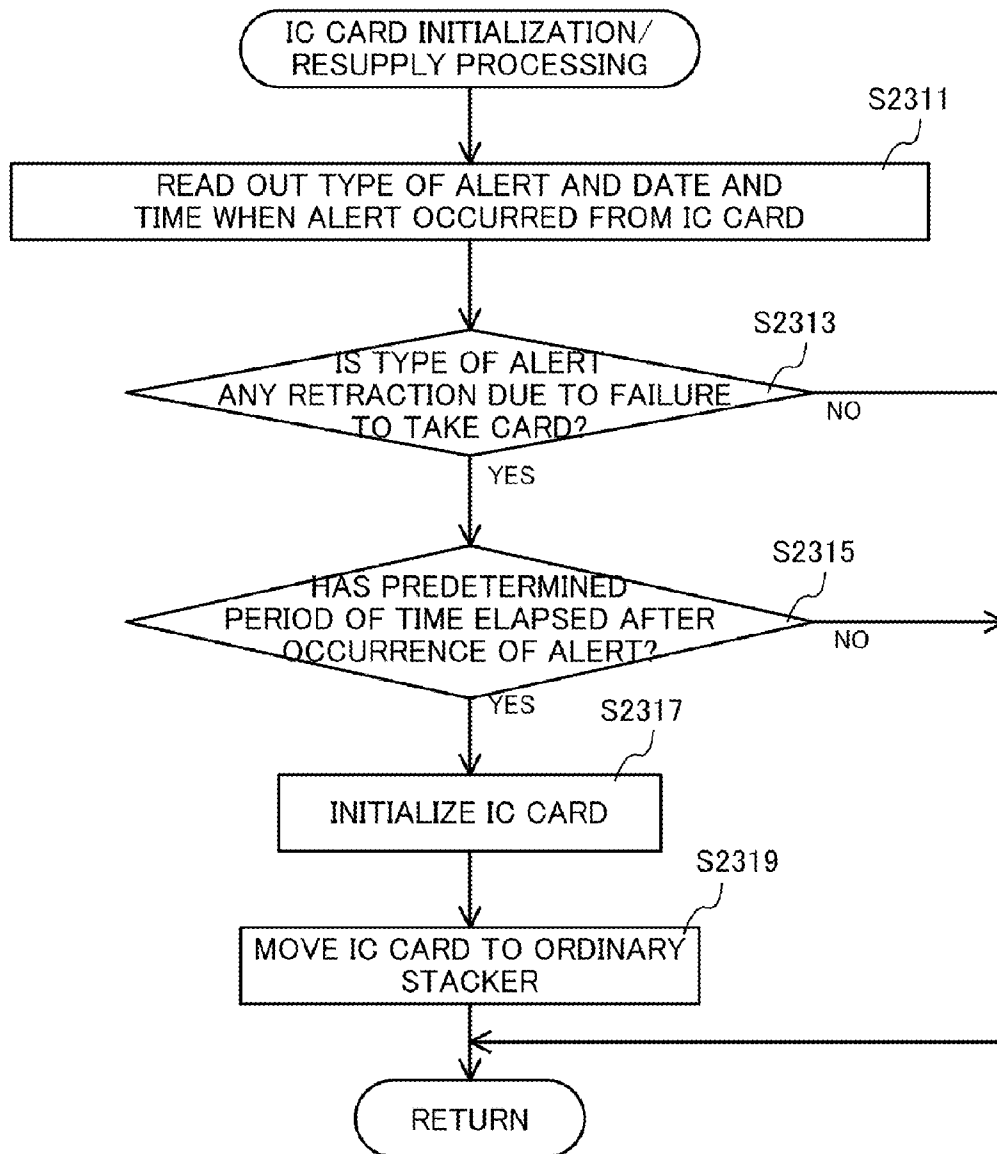 IC CARD INITIALIZATION/
RESUPPLY PROCESSING
S2311
READ OUT TYPE OF ALERT AND DATE AND
TIME WHEN ALERT OCCURRED FROM IC CARD
S2313
IS TYPE OF ALERT
ANY RETRACTION DUE TO FAILURE
TO TAKE CARD?
NO
YES
S2315
HAS PREDETERMINED
PERIOD OF TIME ELAPSED AFTER
OCCURRENCE OF ALERT?
NO
YES
S2317
INITIALIZE IC CARD
S2319
MOVE IC CARD TO ORDINARY
STACKER
RETURN